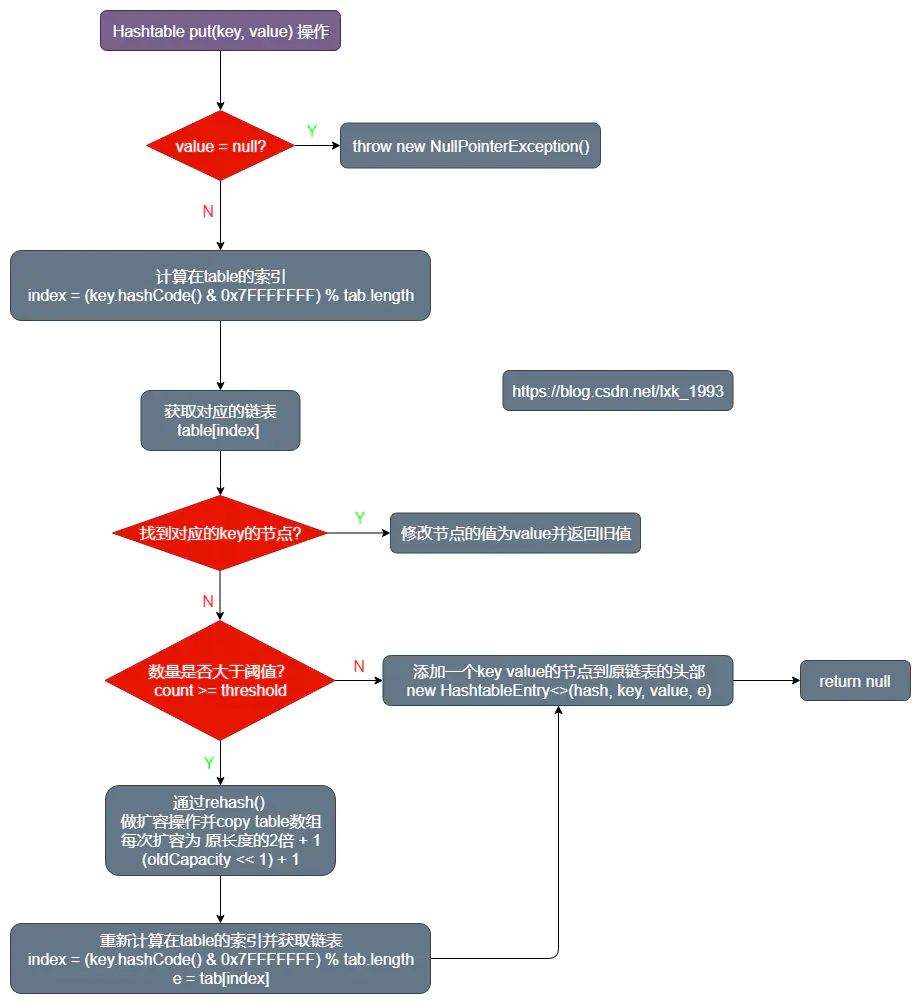 Hashtable put(key, value) 操作
value = null?
Y
throw new NullPointerException()
N
计算在table的索引
index = (key.hashCode() & 0x7FFFFFFF) % tab.length
https://blog.csdn.net/lxk_1993
获取对应的链表
table[index]
找到对应的key的节点?
Y
修改节点的值为value并返回旧值
N
数量是否大于阈值?
count >= threshold
N
添加一个key value的节点到原链表的头部
new HashtableEntry<>(hash, key, value, e)
return null
Y
通过rehash()
做扩容操作并copy table数组
每次扩容为 原长度的2倍 + 1
(oldCapacity << 1) + 1
重新计算在table的索引并获取链表
index = (key.hashCode() & 0x7FFFFFFF) % tab.length
e = tab[index]